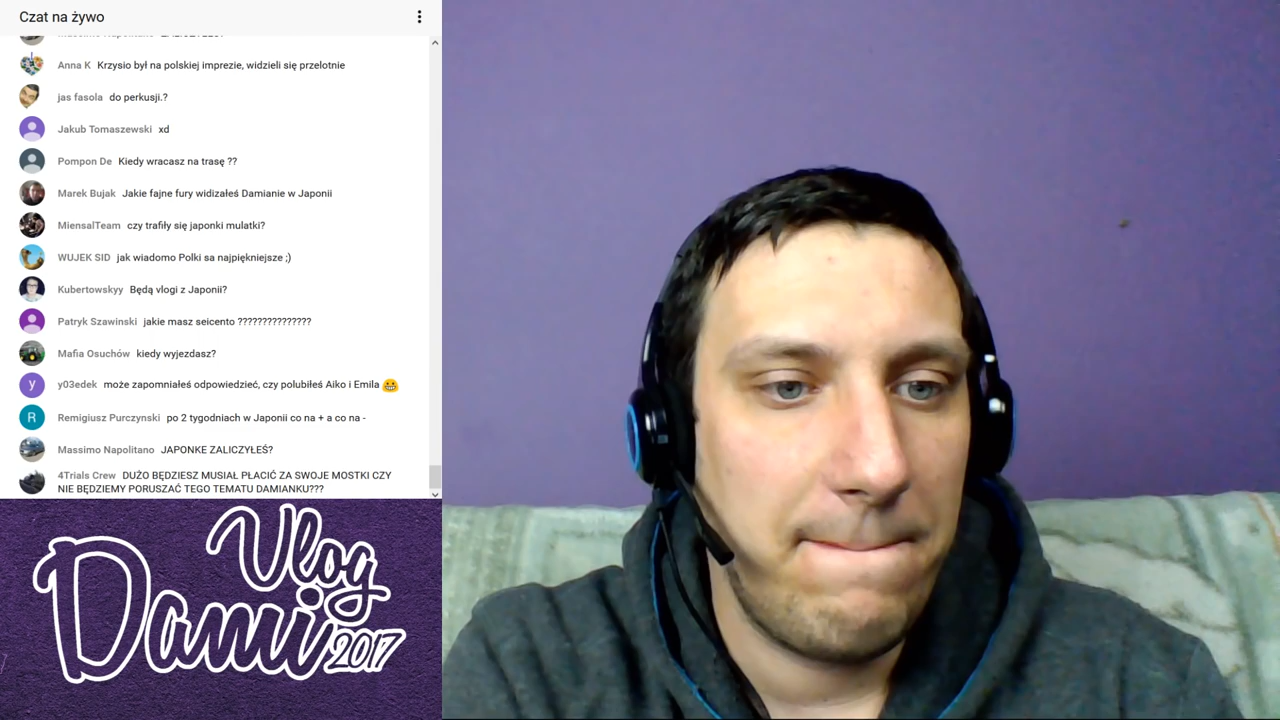 Czat na żywo
Anna K Krzysio był na polskiej imprezie, widzieli się przelotnie
jas fasola do perkusji.?
Jakub Tomaszewski xd
Pompon De Kiedy wracasz na trasę ??
Marek Bujak Jakie fajne fury widizałeś Damianie w Japonii
MiensalTeam czy trafiły się japonki mulatki?
WUJEK SID jak wiadomo Polki sa najpiękniejsze ;)
Kubertowskyy Będą vlogi z Japonii?
Patryk Szawinski jakie masz seicento ???????????????
Mafia Osuchów kiedy wyjezdasz?
y
y03edek może zapomniałeś odpowiedzieć, czy polubiłeś Aiko i Emila 😬
R
Remigiusz Purczynski po 2 tygodniach w Japonii co na + a co na -
Massimo Napolitano JAPONKE ZALICZYŁEŚ?
4Trials Crew DUŻO BĘDZIESZ MUSIAŁ PŁACIĆ ZA SWOJE MOSTKI CZY
NIE BĘDZIEMY PORUSZAĆ TEGO TEMATU DAMIANKU???
Vlog
Dami
2017